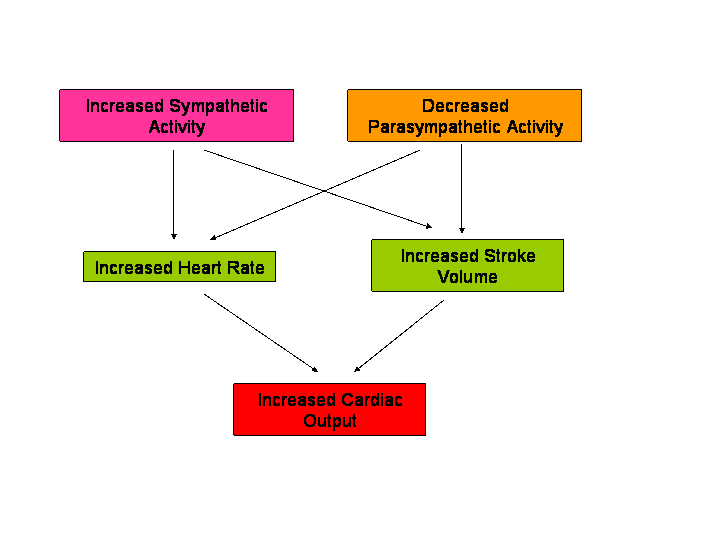 Increased Sympathetic
Activity
Decreased
Parasympathetic Activity
Increased Heart Rate
Increased Stroke
Volume
Increased Cardiac
Output